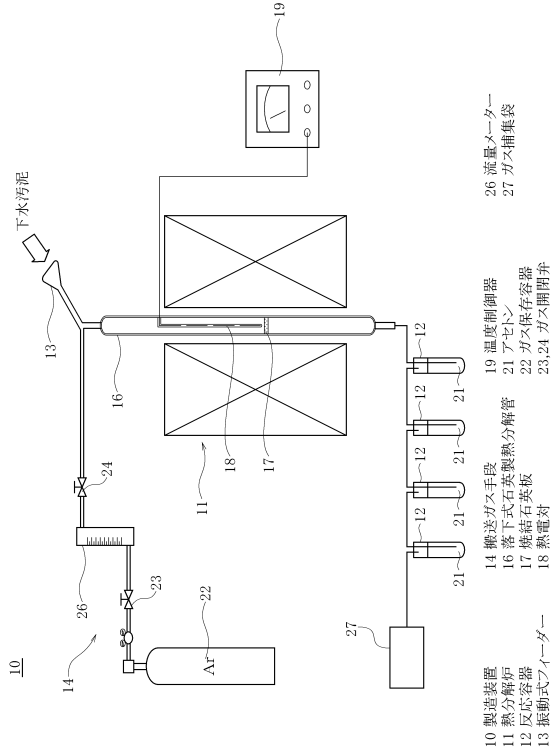 10
14
26
23
22
Ar
24
13
下水汚泥
16
11
18
17
19
12
12
12
12
21
21
21
21
27
10 製造装置
11 熱分解炉
12 反応容器
13 振動式フィーダー
14 搬送ガス手段
16 落下式石英製熱分解管
17 焼結石英板
18 熱電対
19 温度制御器
21 アセトン
22 ガス保存容器
23,24 ガス開閉弁
26 流量メーター
27 ガス捕集袋